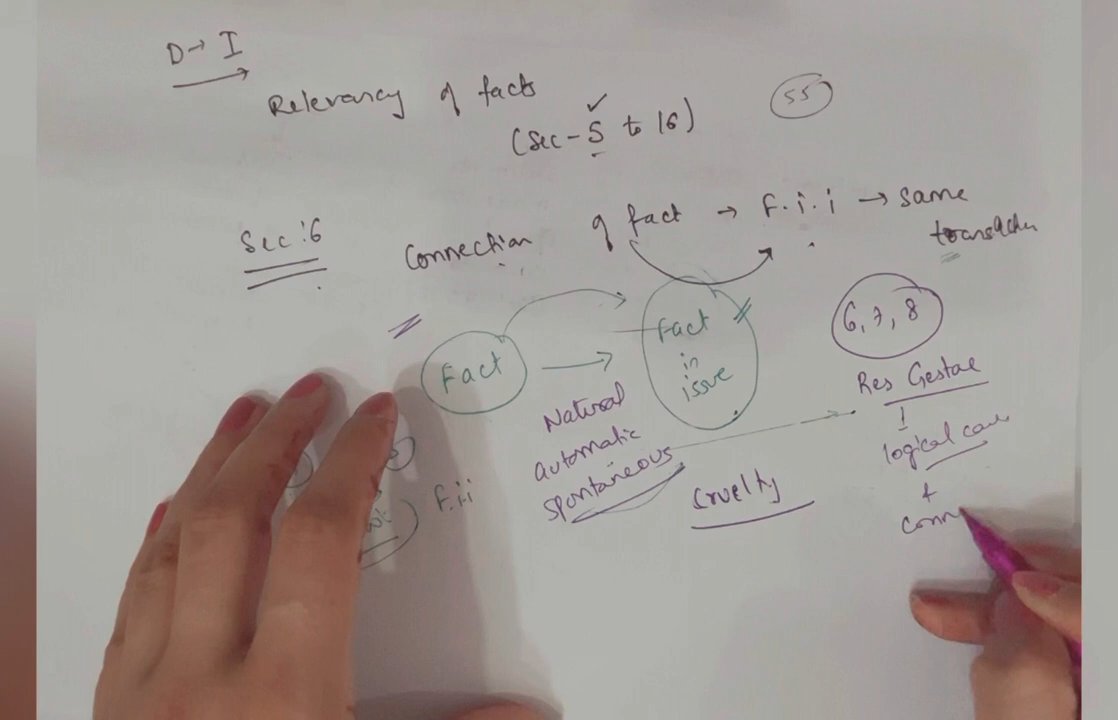 D → I
Relevancy of facts
(Sec - 5 to 16)
55
Sec : 6
Connection of fact → F.i.i → same
transaction
6, 7, 8
Fact
Fact
in
issue
Natural
automatic
spontaneous
Cruelty
Res Gestae
logical
+
Conn
F.i.i